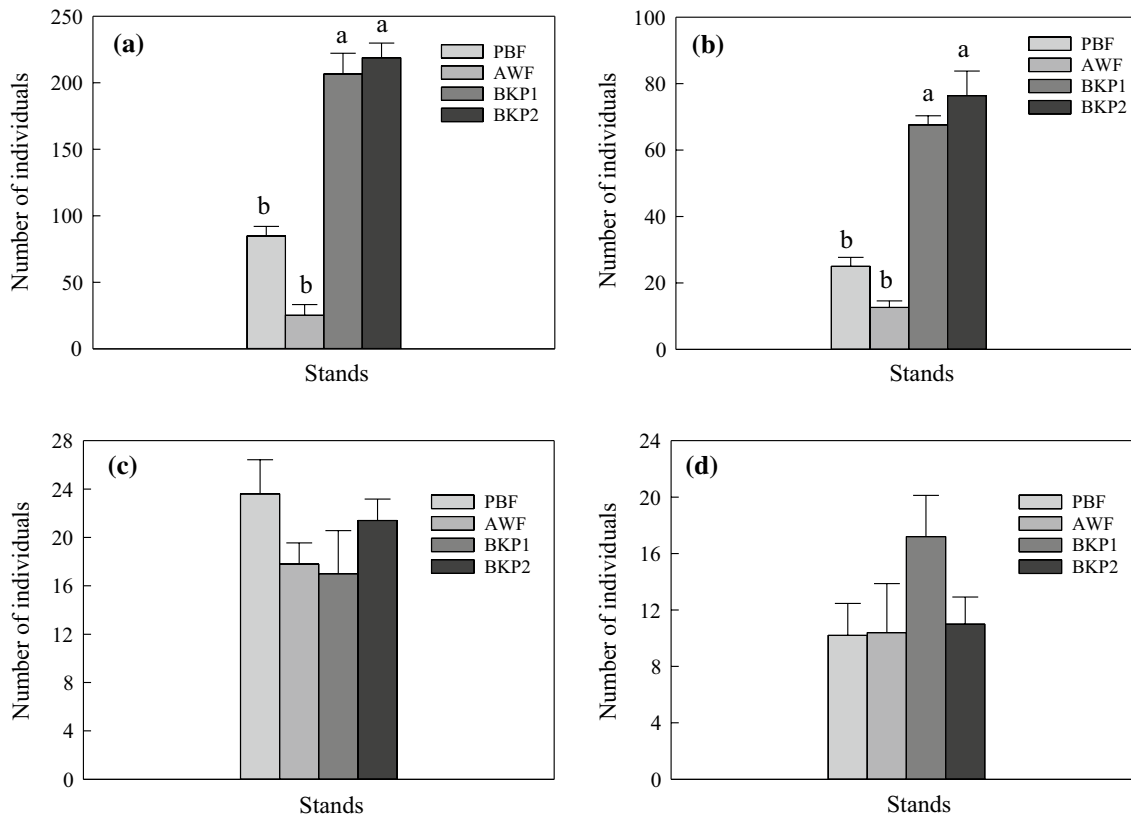 (a)
Number of individuals
250
200
150
100
50
0
b
b
a
a
PBF
AWF
BKP1
BKP2
Stands
(b)
Number of individuals
100
80
60
40
20
0
b
b
a
a
PBF
AWF
BKP1
BKP2
Stands
(c)
Number of individuals
28
24
20
16
12
8
4
0
PBF
AWF
BKP1
BKP2
Stands
(d)
Number of individuals
24
20
16
12
8
4
0
PBF
AWF
BKP1
BKP2
Stands